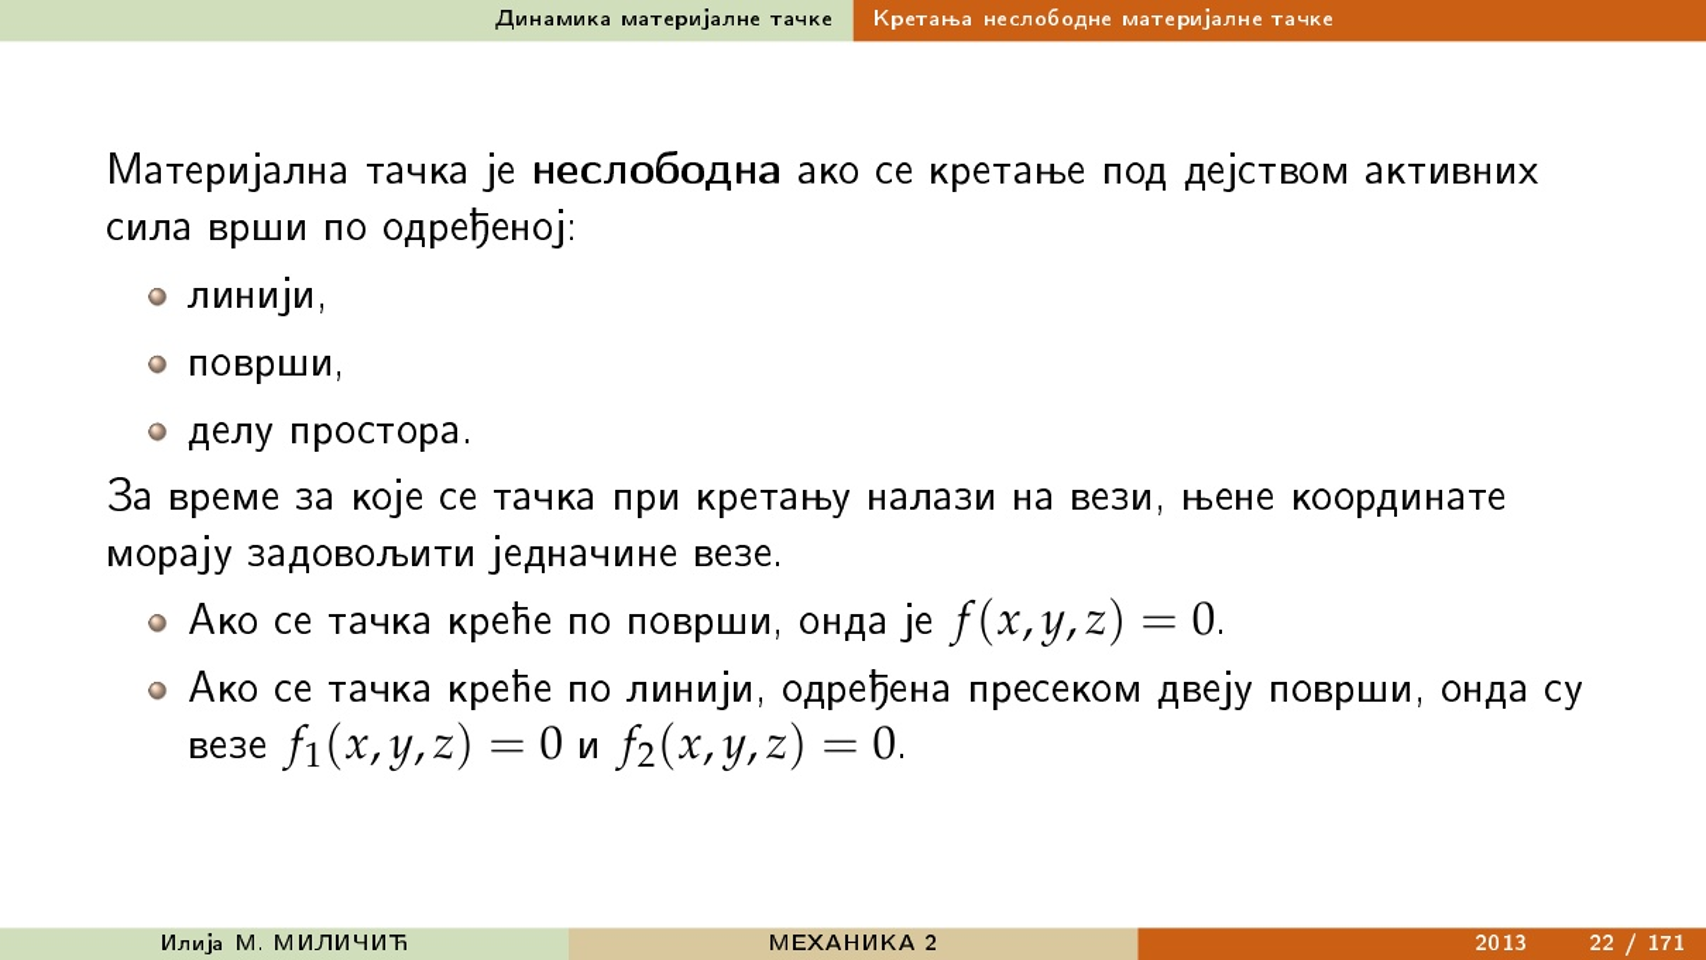 Динамика материјалне тачке Кретања неслободне материјалне тачке
Материјална тачка је неслободна ако се кретање под дејством активних
сила врши по одређеној:
линији,
површи,
делу простора.
За време за које се тачка при кретању налази на вези, њене координате
морају задовољити једначине везе.
Ако се тачка креће по површи, онда је f(x, y, z) = 0.
Ако се тачка креће по линији, одређена пресеком двеју површи, онда су
везе f₁(x, y, z) = 0 и f₂(x, y, z) = 0.
Илија М. МИЛИЧИЋ МЕХАНИКА 2 2013 22 / 171